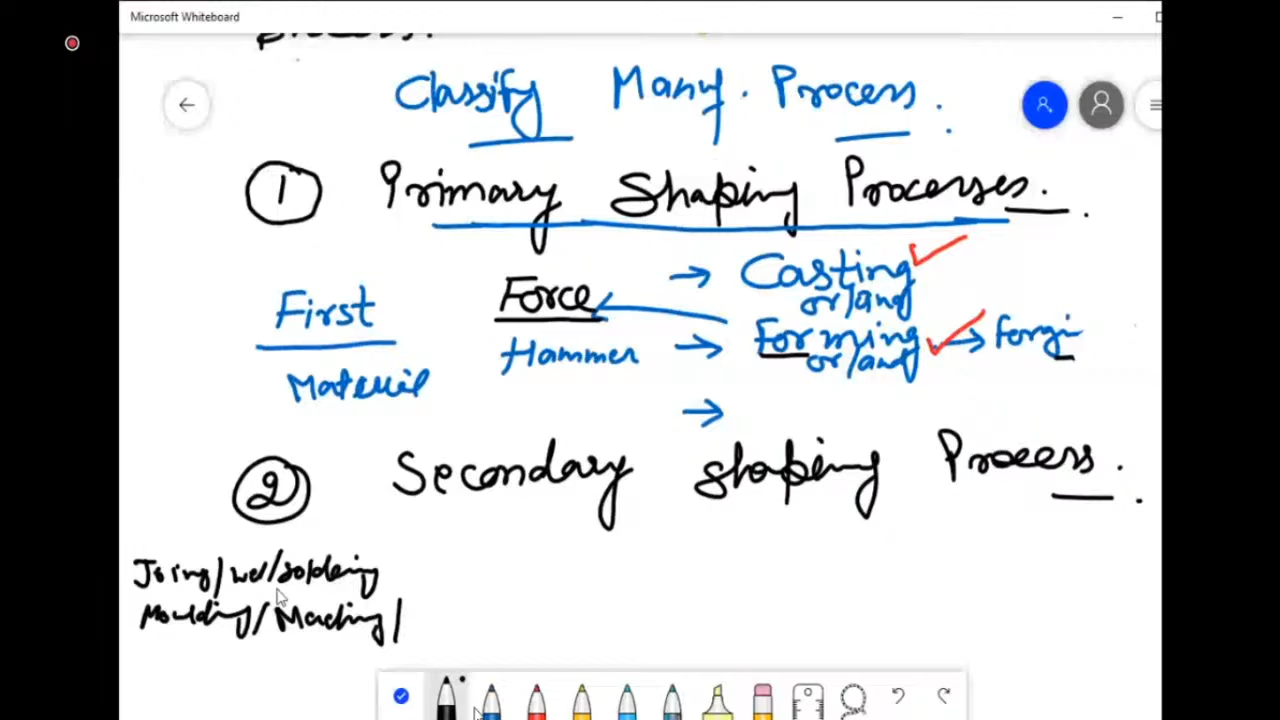 Microsoft Whiteboard
process.
Classify Manf. Process.
1 Primary Shaping Processes.
First Force → Casting
or/and
Material Hammer → Forming → Forgi
or/and
→
2 Secondary shaping Process.
Joing/wel/soldering
Moulding/Maching/